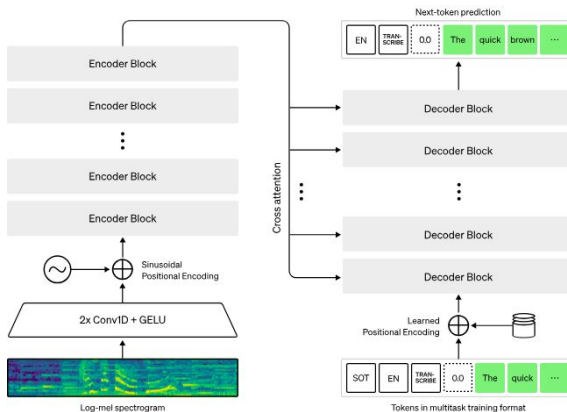 Next-token prediction
EN
TRAN-
SCRIBE
0.0
The
quick
brown
...
Encoder Block
Encoder Block
Encoder Block
Encoder Block
Sinusoidal
Positional Encoding
2x Conv1D + GELU
Log-mel spectrogram
Cross attention
Decoder Block
Decoder Block
Decoder Block
Decoder Block
Learned
Positional Encoding
SOT
EN
TRAN-
SCRIBE
0.0
The
quick
...
Tokens in multitask training format